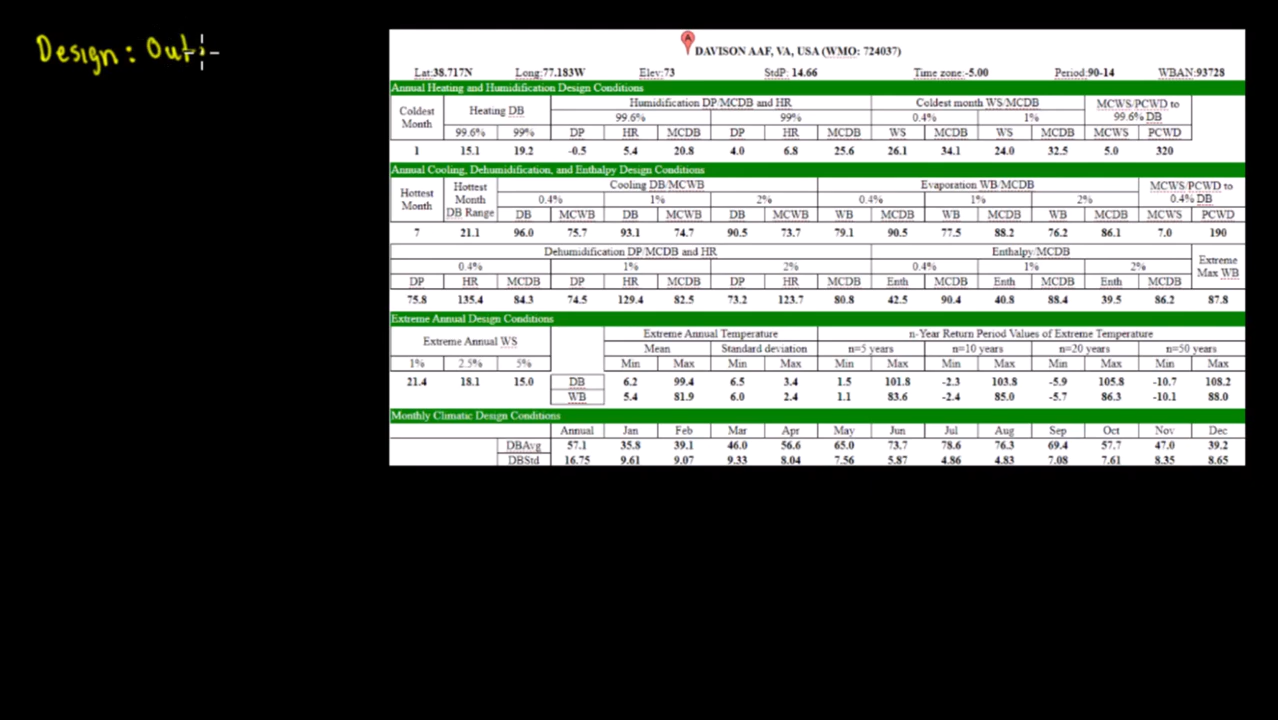 Design: Out
DAVISON AAF, VA, USA (WMO: 724037)
Lat:38.717N Long:77.183W Elev:73 StdP: 14.66 Time zone:-5.00 Period:90-14 WBAN:93728
Annual Heating and Humidification Design Conditions
Coldest Month Heating DB Humidification DP/MCDB and HR Coldest month WS/MCDB MCWS/PCWD to 99.6% DB
99.6% 99% 0.4% 1%
99.6% 99% DP HR MCDB DP HR MCDB WS MCDB WS MCDB MCWS PCWD
1 15.1 19.2 -0.5 5.4 20.8 4.0 6.8 25.6 26.1 34.1 24.0 32.5 5.0 320
Annual Cooling, Dehumidification, and Enthalpy Design Conditions
Hottest Month Hottest Month DB Range Cooling DB/MCWB Evaporation WB/MCDB MCWS/PCWD to 0.4% DB
0.4% 1% 2% 0.4% 1% 2%
DB MCWB DB MCWB DB MCWB WB MCDB WB MCDB WB MCDB MCWS PCWD
7 21.1 96.0 75.7 93.1 74.7 90.5 73.7 79.1 90.5 77.5 88.2 76.2 86.1 7.0 190
Dehumidification DP/MCDB and HR Enthalpy/MCDB Extreme Max WB
0.4% 1% 2% 0.4% 1% 2%
DP HR MCDB DP HR MCDB DP HR MCDB Enth MCDB Enth MCDB Enth MCDB
75.8 135.4 84.3 74.5 129.4 82.5 73.2 123.7 80.8 42.5 90.4 40.8 88.4 39.5 86.2 87.8
Extreme Annual Design Conditions
Extreme Annual WS Extreme Annual Temperature n-Year Return Period Values of Extreme Temperature
Mean Standard deviation n=5 years n=10 years n=20 years n=50 years
1% 2.5% 5% Min Max Min Max Min Max Min Max Min Max Min Max
21.4 18.1 15.0 DB 6.2 99.4 6.5 3.4 1.5 101.8 -2.3 103.8 -5.9 105.8 -10.7 108.2
WB 5.4 81.9 6.0 2.4 1.1 83.6 -2.4 85.0 -5.7 86.3 -10.1 88.0
Monthly Climatic Design Conditions
Annual Jan Feb Mar Apr May Jun Jul Aug Sep Oct Nov Dec
DBAvg 57.1 35.8 39.1 46.0 56.6 65.0 73.7 78.6 76.3 69.4 57.7 47.0 39.2
DBStd 16.75 9.61 9.07 9.33 8.04 7.56 5.87 4.86 4.83 7.08 7.61 8.35 8.65